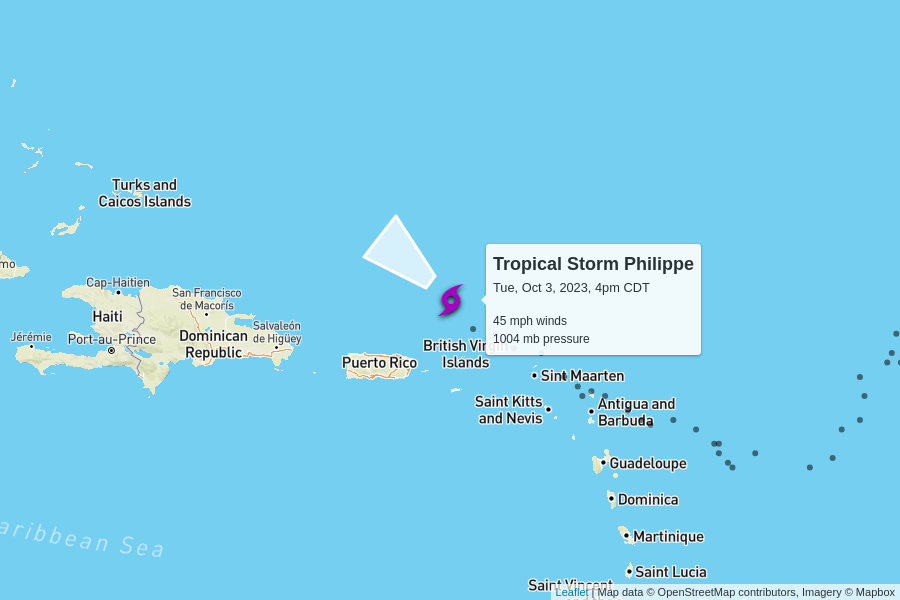 Turks and
Caicos Islands
Tropical Storm Philippe
Tue, Oct 3, 2023, 4pm CDT
45 mph winds
1004 mb pressure
mo
Cap-Haitien
San Francisco
de Macorís
Haiti
Salvaleón
de Higüey
Jérémie
Port-au-Prince
Dominican
Republic
British Virgin
Islands
Puerto Rico
Sint Maarten
Saint Kitts
and Nevis
Antigua and
Barbuda
Guadeloupe
Dominica
Martinique
aribbean Sea
Saint Lucia
Saint Vincent
Leaflet | Map data © OpenStreetMap contributors, Imagery © Mapbox